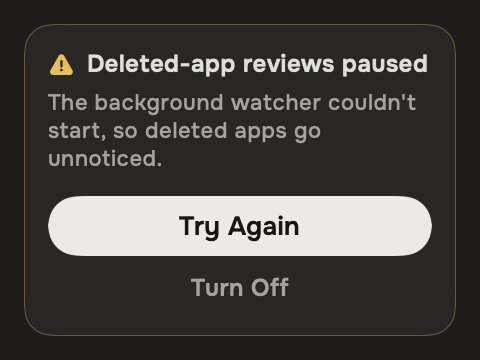 Deleted-app reviews paused
The background watcher couldn't
start, so deleted apps go
unnoticed.
Try Again
Turn Off